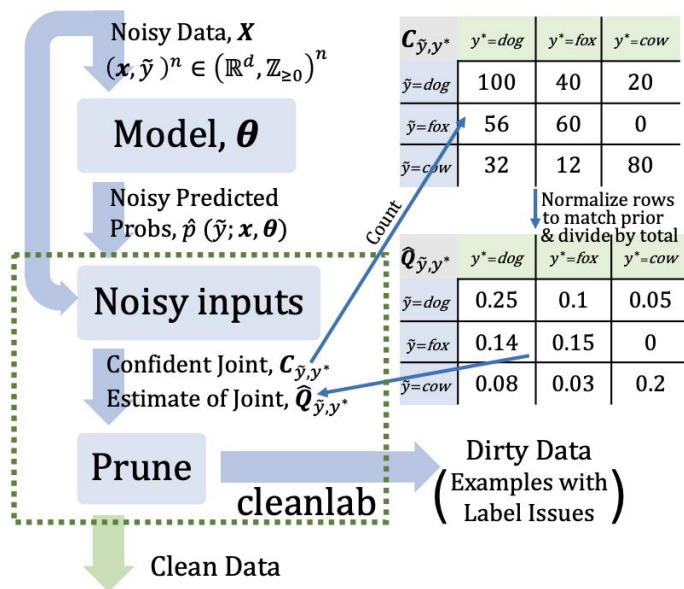 Noisy Data, X
(x, ỹ)ⁿ ∈ (ℝᵈ, ℤ≥0)ⁿ
Model, θ
Noisy Predicted
Probs, p̂ (ỹ; x, θ)
Noisy inputs
Confident Joint, C_ỹ,y*
Estimate of Joint, Q̂_ỹ,y*
Prune
cleanlab
Clean Data
Dirty Data
(Examples with
Label Issues)
Count
C_ỹ,y* y*=dog y*=fox y*=cow
ỹ=dog 100 40 20
ỹ=fox 56 60 0
ỹ=cow 32 12 80
Normalize rows
to match prior
& divide by total
Q̂_ỹ,y* y*=dog y*=fox y*=cow
ỹ=dog 0.25 0.1 0.05
ỹ=fox 0.14 0.15 0
ỹ=cow 0.08 0.03 0.2